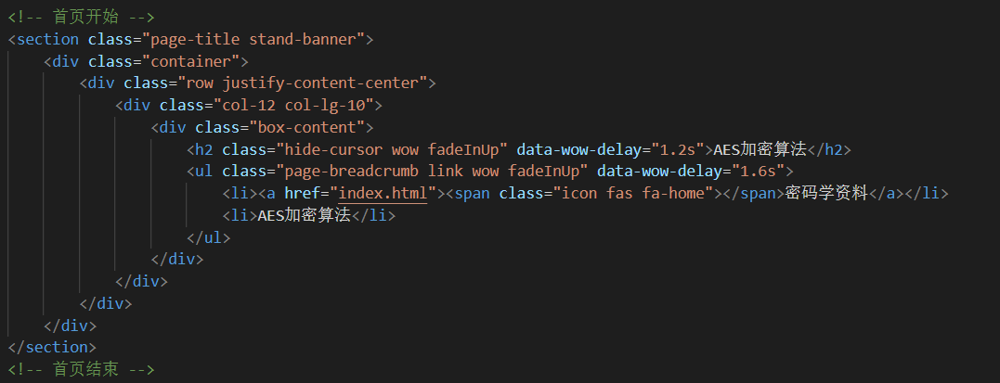 <!-- 首页开始 -->
<section class="page-title stand-banner">
    <div class="container">
        <div class="row justify-content-center">
            <div class="col-12 col-lg-10">
                <div class="box-content">
                    <h2 class="hide-cursor wow fadeInUp" data-wow-delay="1.2s">AES加密算法</h2>
                    <ul class="page-breadcrumb link wow fadeInUp" data-wow-delay="1.6s">
                        <li><a href="index.html"><span class="icon fas fa-home"></span>密码学资料</a></li>
                        <li>AES加密算法</li>
                    </ul>
                </div>
            </div>
        </div>
    </div>
</section>
<!-- 首页结束 -->